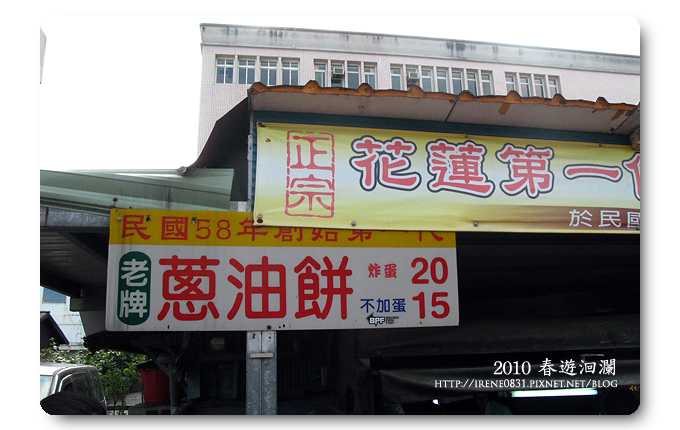 正宗 花蓮第一
於民國
民國58年創始第一代
老牌 蔥油餅 炸蛋 20
不加蛋 15
BPF
2010 春遊洄瀾
HTTP://IRENE0831.PIXNET.NET/BLOG